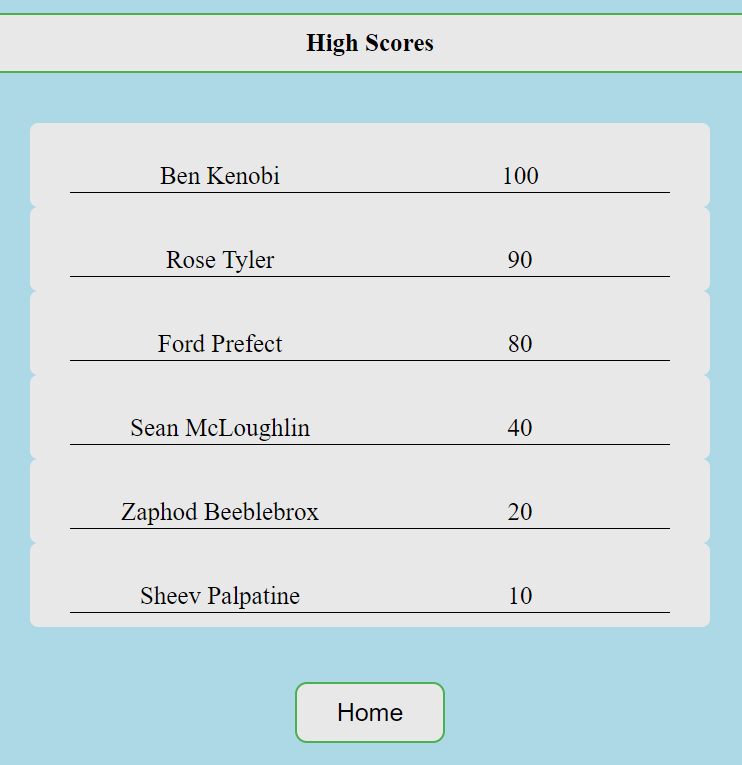 High Scores
Ben Kenobi 100
Rose Tyler 90
Ford Prefect 80
Sean McLoughlin 40
Zaphod Beeblebrox 20
Sheev Palpatine 10
Home